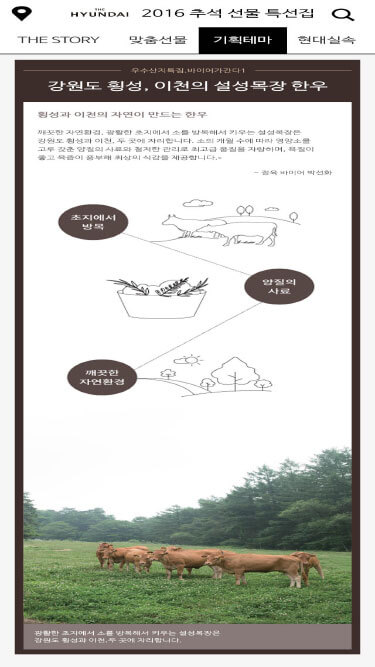 THE HYUNDAI 2016 추석 선물 특선집
THE STORY 맞춤선물 기획테마 현대실속
우수산지특집.바이어가간다1
강원도 횡성, 이천의 설성목장 한우
횡성과 이천의 자연이 만드는 한우
깨끗한 자연환경, 광활한 초지에서 소를 방목해서 키우는 설성목장은
강원도 횡성과 이천, 두 곳에 자리합니다. 소의 개월 수에 따라 영양소를
고루 갖춘 양질의 사료와 철저한 관리로 최고급 품질을 자랑하며, 육질이
좋고 육즙이 풍부해 최상의 식감을 제공합니다.
- 정육 바이어 박선화
초지에서
방목
양질의
사료
깨끗한
자연환경
광활한 초지에서 소를 방목해서 키우는 설성목장은
강원도 횡성과 이천, 두 곳에 자리합니다.